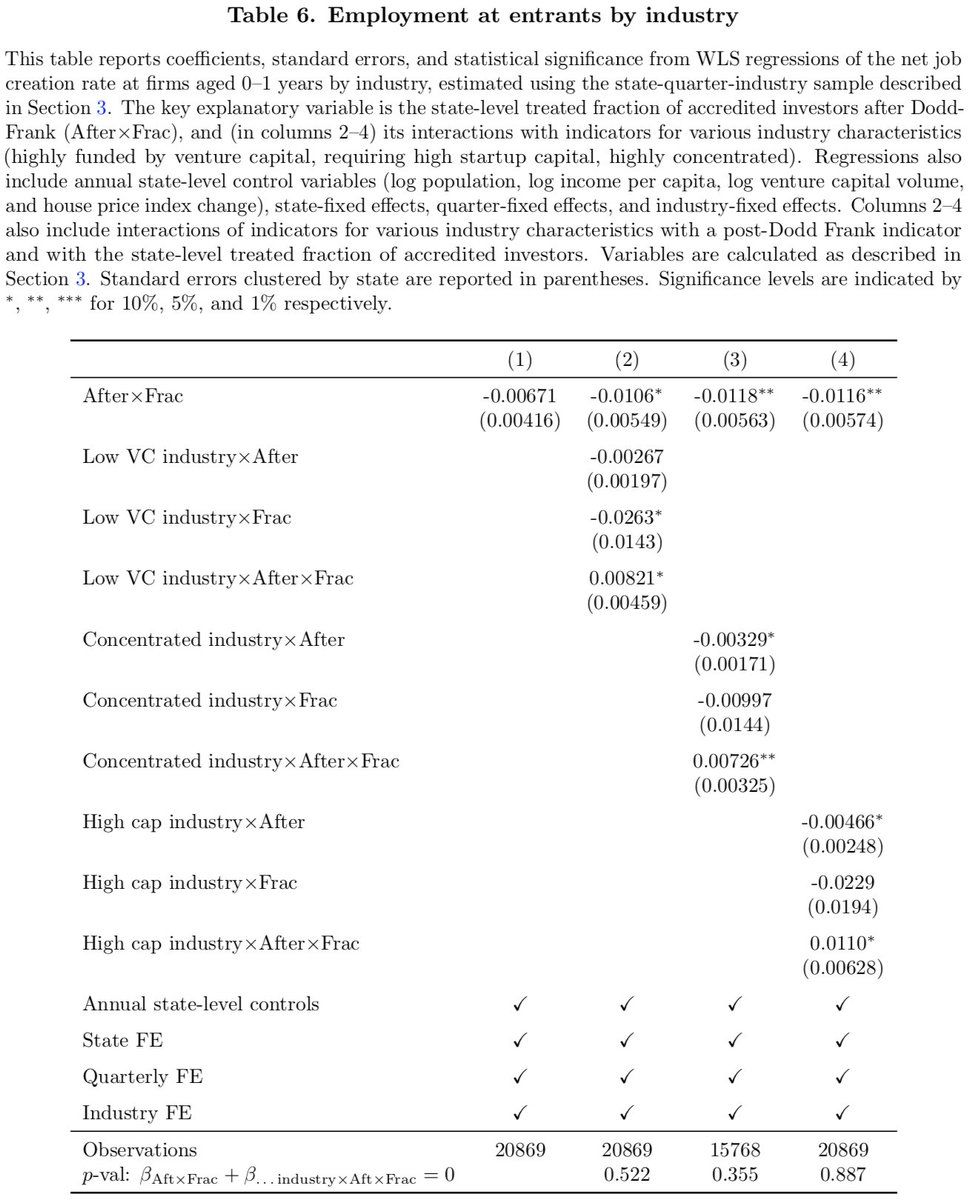 Table 6. Employment at entrants by industry
This table reports coefficients, standard errors, and statistical significance from WLS regressions of the net job
creation rate at firms aged 0–1 years by industry, estimated using the state-quarter-industry sample described
in Section 3. The key explanatory variable is the state-level treated fraction of accredited investors after Dodd-
Frank (After×Frac), and (in columns 2–4) its interactions with indicators for various industry characteristics
(highly funded by venture capital, requiring high startup capital, highly concentrated). Regressions also
include annual state-level control variables (log population, log income per capita, log venture capital volume,
and house price index change), state-fixed effects, quarter-fixed effects, and industry-fixed effects. Columns 2–4
also include interactions of indicators for various industry characteristics with a post-Dodd Frank indicator
and with the state-level treated fraction of accredited investors. Variables are calculated as described in
Section 3. Standard errors clustered by state are reported in parentheses. Significance levels are indicated by
*, **, *** for 10%, 5%, and 1% respectively.
(1) (2) (3) (4)
After×Frac -0.00671 -0.0106* -0.0118** -0.0116**
(0.00416) (0.00549) (0.00563) (0.00574)
Low VC industry×After -0.00267
(0.00197)
Low VC industry×Frac -0.0263*
(0.0143)
Low VC industry×After×Frac 0.00821*
(0.00459)
Concentrated industry×After -0.00329*
(0.00171)
Concentrated industry×Frac -0.00997
(0.0144)
Concentrated industry×After×Frac 0.00726**
(0.00325)
High cap industry×After -0.00466*
(0.00248)
High cap industry×Frac -0.0229
(0.0194)
High cap industry×After×Frac 0.0110*
(0.00628)
Annual state-level controls ✓ ✓ ✓ ✓
State FE ✓ ✓ ✓ ✓
Quarterly FE ✓ ✓ ✓ ✓
Industry FE ✓ ✓ ✓ ✓
Observations 20869 20869 15768 20869
p-val: βAft×Frac + β...industry×Aft×Frac = 0 0.522 0.355 0.887